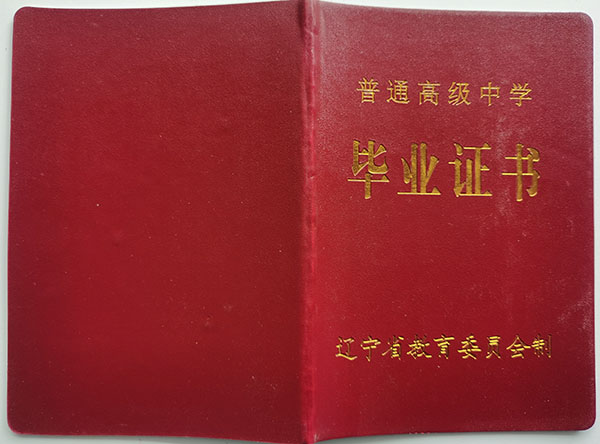 普通高级中学
毕业证书
辽宁省教育委员会制